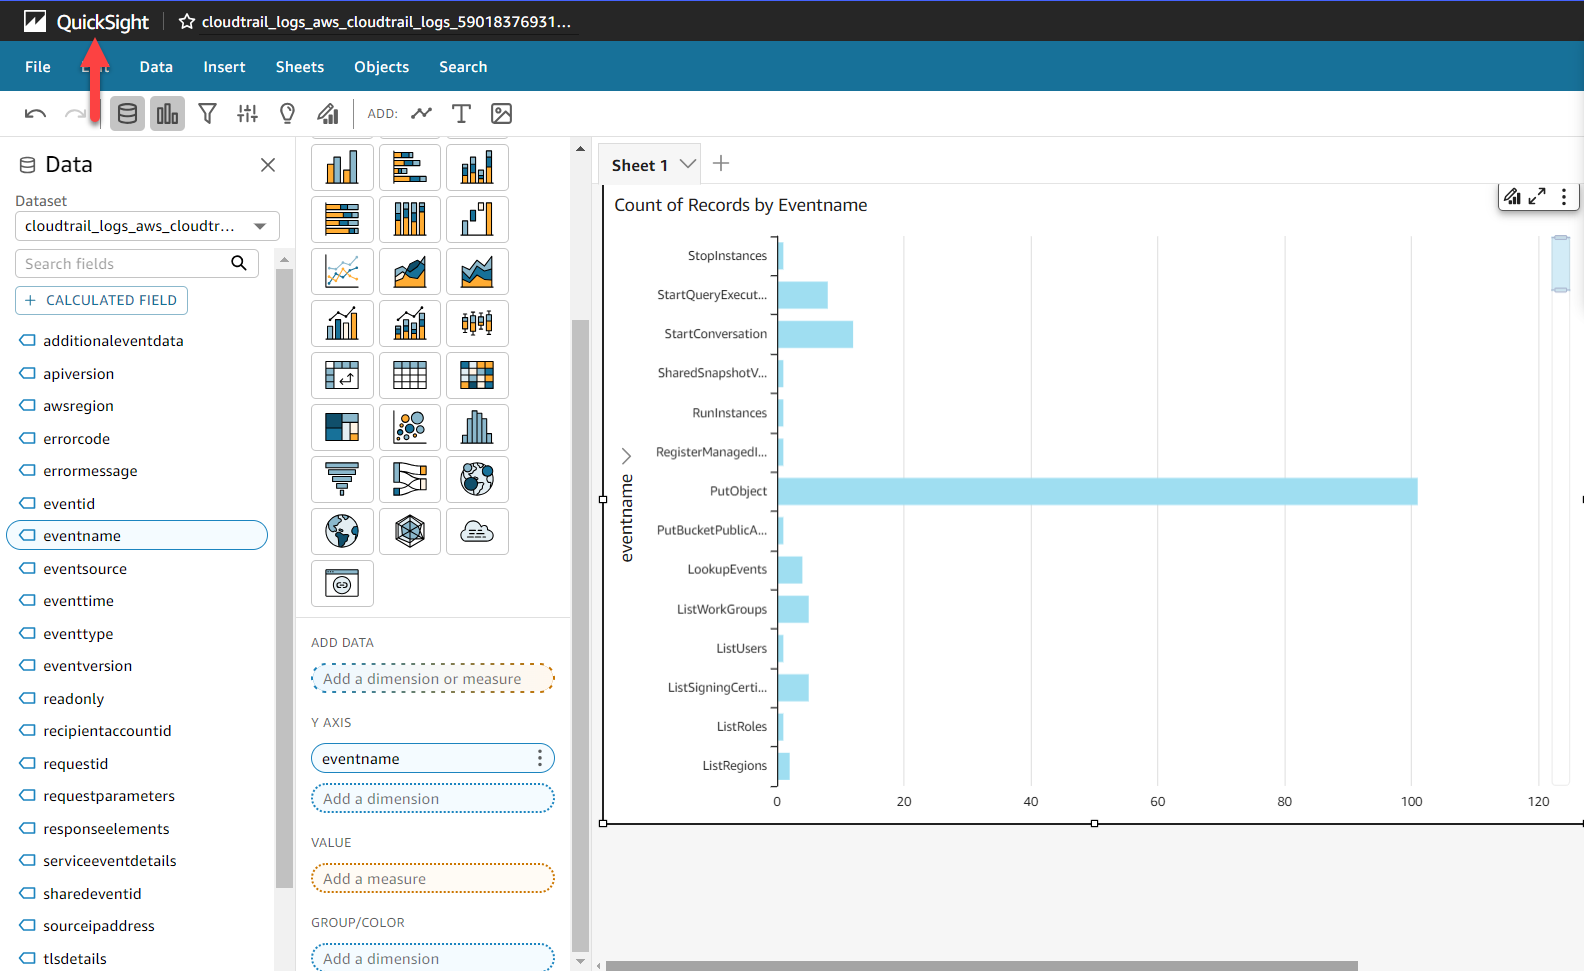 QuickSight
cloudtrail_logs_aws_cloudtrail_logs_59018376931...
File
Data
Insert
Sheets
Objects
Search
ADD:
Data
Dataset
cloudtrail_logs_aws_cloudtr...
Search fields
+ CALCULATED FIELD
additionaleventdata
apiversion
awsregion
errorcode
errormessage
eventid
eventname
eventsource
eventtime
eventtype
eventversion
readonly
recipientaccountid
requestid
requestparameters
responseelements
serviceeventdetails
sharedeventid
sourceipaddress
tlsdetails
ADD DATA
Add a dimension or measure
Y AXIS
eventname
Add a dimension
VALUE
Add a measure
GROUP/COLOR
Add a dimension
Sheet 1
Count of Records by Eventname
eventname
StopInstances
StartQueryExecut...
StartConversation
SharedSnapshotV...
RunInstances
RegisterManagedI...
PutObject
PutBucketPublicA...
LookupEvents
ListWorkGroups
ListUsers
ListSigningCerti...
ListRoles
ListRegions
0 20 40 60 80 100 120